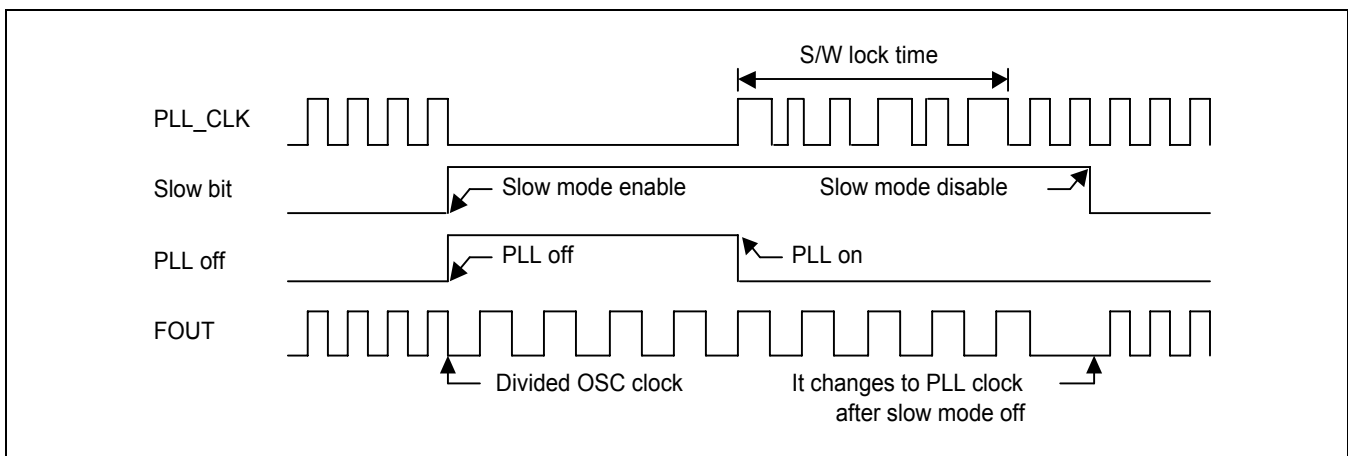 S/W lock time
PLL_CLK
Slow bit
Slow mode enable
Slow mode disable
PLL off
PLL off
PLL on
FOUT
Divided OSC clock
It changes to PLL clock
after slow mode off